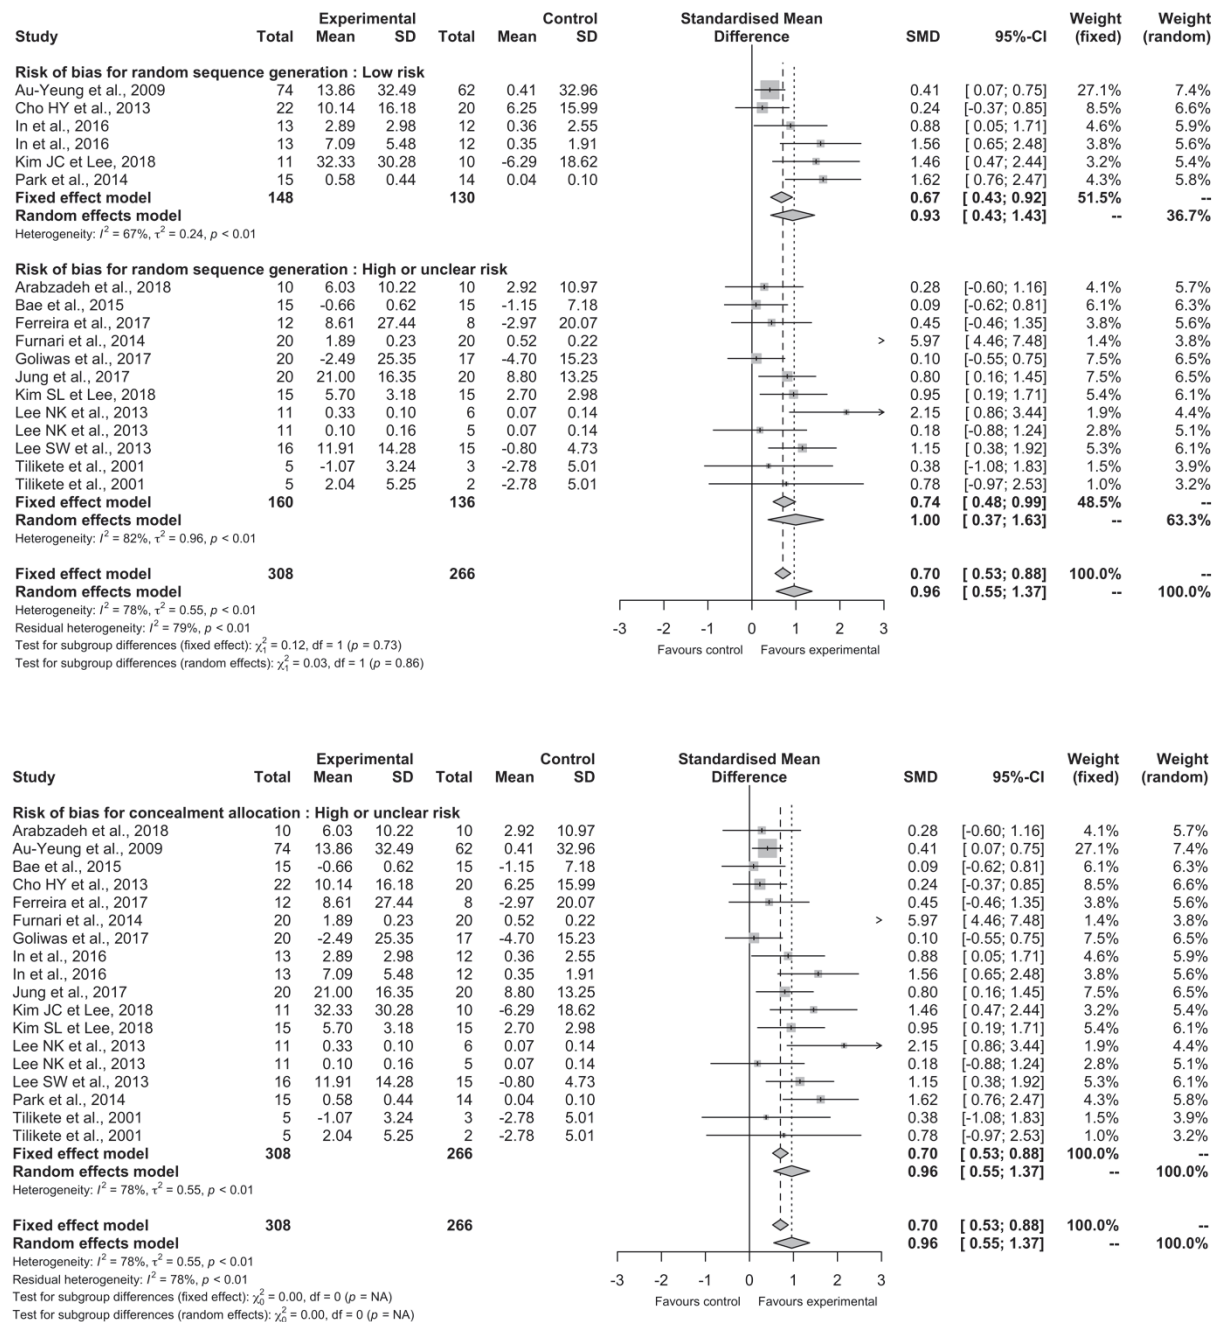 Experimental Control Standardised Mean Weight Weight
Study Total Mean SD Total Mean SD Difference SMD 95%-CI (fixed) (random)
Risk of bias for random sequence generation : Low risk
Au-Yeung et al., 2009 74 13.86 32.49 62 0.41 32.96 0.41 [ 0.07; 0.75] 27.1% 7.4%
Cho HY et al., 2013 22 10.14 16.18 20 6.25 15.99 0.24 [-0.37; 0.85] 8.5% 6.6%
In et al., 2016 13 2.89 2.98 12 0.36 2.55 0.88 [ 0.05; 1.71] 4.6% 5.9%
In et al., 2016 13 7.09 5.48 12 0.35 1.91 1.56 [ 0.65; 2.48] 3.8% 5.6%
Kim JC et Lee, 2018 11 32.33 30.28 10 -6.29 18.62 1.46 [ 0.47; 2.44] 3.2% 5.4%
Park et al., 2014 15 0.58 0.44 14 0.04 0.10 1.62 [ 0.76; 2.47] 4.3% 5.8%
Fixed effect model 148 130 0.67 [ 0.43; 0.92] 51.5% --
Random effects model 0.93 [ 0.43; 1.43] -- 36.7%
Heterogeneity: I² = 67%, τ² = 0.24, p < 0.01
Risk of bias for random sequence generation : High or unclear risk
Arabzadeh et al., 2018 10 6.03 10.22 10 2.92 10.97 0.28 [-0.60; 1.16] 4.1% 5.7%
Bae et al., 2015 15 -0.66 0.62 15 -1.15 7.18 0.09 [-0.62; 0.81] 6.1% 6.3%
Ferreira et al., 2017 12 8.61 27.44 8 -2.97 20.07 0.45 [-0.46; 1.35] 3.8% 5.6%
Furnari et al., 2014 20 1.89 0.23 20 0.52 0.22 > 5.97 [ 4.46; 7.48] 1.4% 3.8%
Goliwas et al., 2017 20 -2.49 25.35 17 -4.70 15.23 0.10 [-0.55; 0.75] 7.5% 6.5%
Jung et al., 2017 20 21.00 16.35 20 8.80 13.25 0.80 [ 0.16; 1.45] 7.5% 6.5%
Kim SL et Lee, 2018 15 5.70 3.18 15 2.70 2.98 0.95 [ 0.19; 1.71] 5.4% 6.1%
Lee NK et al., 2013 11 0.33 0.10 6 0.07 0.14 2.15 [ 0.86; 3.44] 1.9% 4.4%
Lee NK et al., 2013 11 0.10 0.16 5 0.07 0.14 0.18 [-0.88; 1.24] 2.8% 5.1%
Lee SW et al., 2013 16 11.91 14.28 15 -0.80 4.73 1.15 [ 0.38; 1.92] 5.3% 6.1%
Tilikete et al., 2001 5 -1.07 3.24 3 -2.78 5.01 0.38 [-1.08; 1.83] 1.5% 3.9%
Tilikete et al., 2001 5 2.04 5.25 2 -2.78 5.01 0.78 [-0.97; 2.53] 1.0% 3.2%
Fixed effect model 160 136 0.74 [ 0.48; 0.99] 48.5% --
Random effects model 1.00 [ 0.37; 1.63] -- 63.3%
Heterogeneity: I² = 82%, τ² = 0.96, p < 0.01
Fixed effect model 308 266 0.70 [ 0.53; 0.88] 100.0% --
Random effects model 0.96 [ 0.55; 1.37] -- 100.0%
Heterogeneity: I² = 78%, τ² = 0.55, p < 0.01
Residual heterogeneity: I² = 79%, p < 0.01
-3 -2 -1 0 1 2 3
Test for subgroup differences (fixed effect): χ²₁ = 0.12, df = 1 (p = 0.73)
Favours control Favours experimental
Test for subgroup differences (random effects): χ²₁ = 0.03, df = 1 (p = 0.86)
Experimental Control Standardised Mean Weight Weight
Study Total Mean SD Total Mean SD Difference SMD 95%-CI (fixed) (random)
Risk of bias for concealment allocation : High or unclear risk
Arabzadeh et al., 2018 10 6.03 10.22 10 2.92 10.97 0.28 [-0.60; 1.16] 4.1% 5.7%
Au-Yeung et al., 2009 74 13.86 32.49 62 0.41 32.96 0.41 [ 0.07; 0.75] 27.1% 7.4%
Bae et al., 2015 15 -0.66 0.62 15 -1.15 7.18 0.09 [-0.62; 0.81] 6.1% 6.3%
Cho HY et al., 2013 22 10.14 16.18 20 6.25 15.99 0.24 [-0.37; 0.85] 8.5% 6.6%
Ferreira et al., 2017 12 8.61 27.44 8 -2.97 20.07 0.45 [-0.46; 1.35] 3.8% 5.6%
Furnari et al., 2014 20 1.89 0.23 20 0.52 0.22 > 5.97 [ 4.46; 7.48] 1.4% 3.8%
Goliwas et al., 2017 20 -2.49 25.35 17 -4.70 15.23 0.10 [-0.55; 0.75] 7.5% 6.5%
In et al., 2016 13 2.89 2.98 12 0.36 2.55 0.88 [ 0.05; 1.71] 4.6% 5.9%
In et al., 2016 13 7.09 5.48 12 0.35 1.91 1.56 [ 0.65; 2.48] 3.8% 5.6%
Jung et al., 2017 20 21.00 16.35 20 8.80 13.25 0.80 [ 0.16; 1.45] 7.5% 6.5%
Kim JC et Lee, 2018 11 32.33 30.28 10 -6.29 18.62 1.46 [ 0.47; 2.44] 3.2% 5.4%
Kim SL et Lee, 2018 15 5.70 3.18 15 2.70 2.98 0.95 [ 0.19; 1.71] 5.4% 6.1%
Lee NK et al., 2013 11 0.33 0.10 6 0.07 0.14 2.15 [ 0.86; 3.44] 1.9% 4.4%
Lee NK et al., 2013 11 0.10 0.16 5 0.07 0.14 0.18 [-0.88; 1.24] 2.8% 5.1%
Lee SW et al., 2013 16 11.91 14.28 15 -0.80 4.73 1.15 [ 0.38; 1.92] 5.3% 6.1%
Park et al., 2014 15 0.58 0.44 14 0.04 0.10 1.62 [ 0.76; 2.47] 4.3% 5.8%
Tilikete et al., 2001 5 -1.07 3.24 3 -2.78 5.01 0.38 [-1.08; 1.83] 1.5% 3.9%
Tilikete et al., 2001 5 2.04 5.25 2 -2.78 5.01 0.78 [-0.97; 2.53] 1.0% 3.2%
Fixed effect model 308 266 0.70 [ 0.53; 0.88] 100.0% --
Random effects model 0.96 [ 0.55; 1.37] -- 100.0%
Heterogeneity: I² = 78%, τ² = 0.55, p < 0.01
Fixed effect model 308 266 0.70 [ 0.53; 0.88] 100.0% --
Random effects model 0.96 [ 0.55; 1.37] -- 100.0%
Heterogeneity: I² = 78%, τ² = 0.55, p < 0.01
Residual heterogeneity: I² = 78%, p < 0.01
-3 -2 -1 0 1 2 3
Test for subgroup differences (fixed effect): χ²₀ = 0.00, df = 0 (p = NA)
Favours control Favours experimental
Test for subgroup differences (random effects): χ²₀ = 0.00, df = 0 (p = NA)